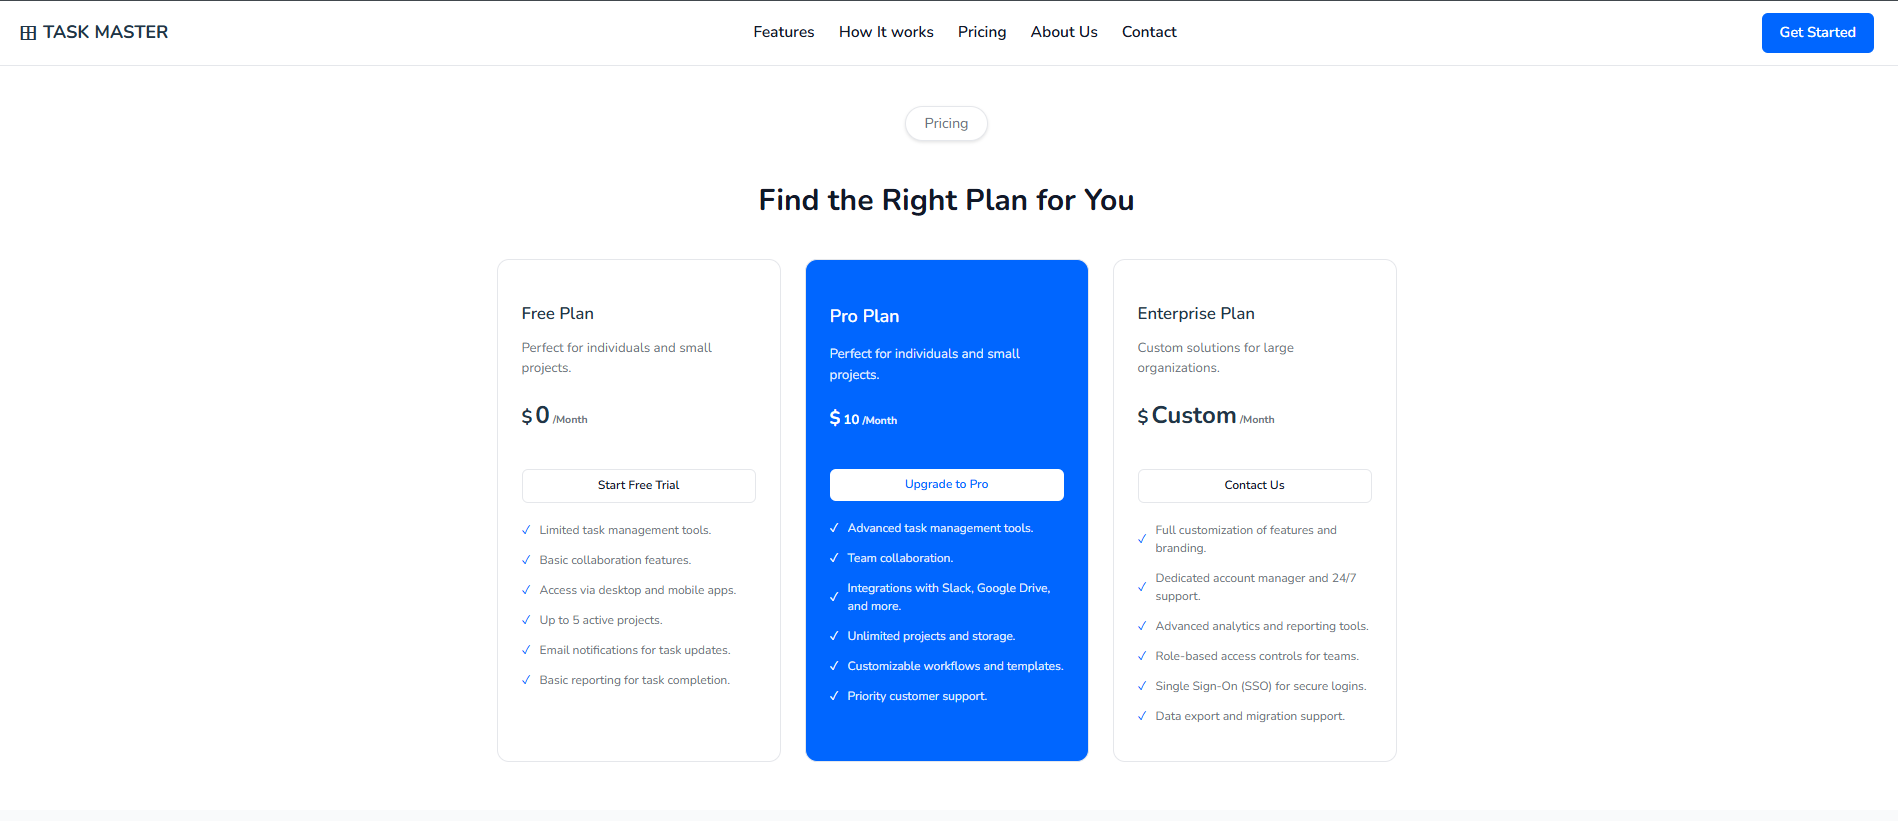 TASK MASTER
Features
How It works
Pricing
About Us
Contact
Get Started
Pricing
Find the Right Plan for You
Free Plan
Perfect for individuals and small
projects.
$ 0 /Month
Start Free Trial
✓ Limited task management tools.
✓ Basic collaboration features.
✓ Access via desktop and mobile apps.
✓ Up to 5 active projects.
✓ Email notifications for task updates.
✓ Basic reporting for task completion.
Pro Plan
Perfect for individuals and small
projects.
$ 10 /Month
Upgrade to Pro
✓ Advanced task management tools.
✓ Team collaboration.
✓ Integrations with Slack, Google Drive,
and more.
✓ Unlimited projects and storage.
✓ Customizable workflows and templates.
✓ Priority customer support.
Enterprise Plan
Custom solutions for large
organizations.
$ Custom /Month
Contact Us
✓ Full customization of features and
branding.
✓ Dedicated account manager and 24/7
support.
✓ Advanced analytics and reporting tools.
✓ Role-based access controls for teams.
✓ Single Sign-On (SSO) for secure logins.
✓ Data export and migration support.